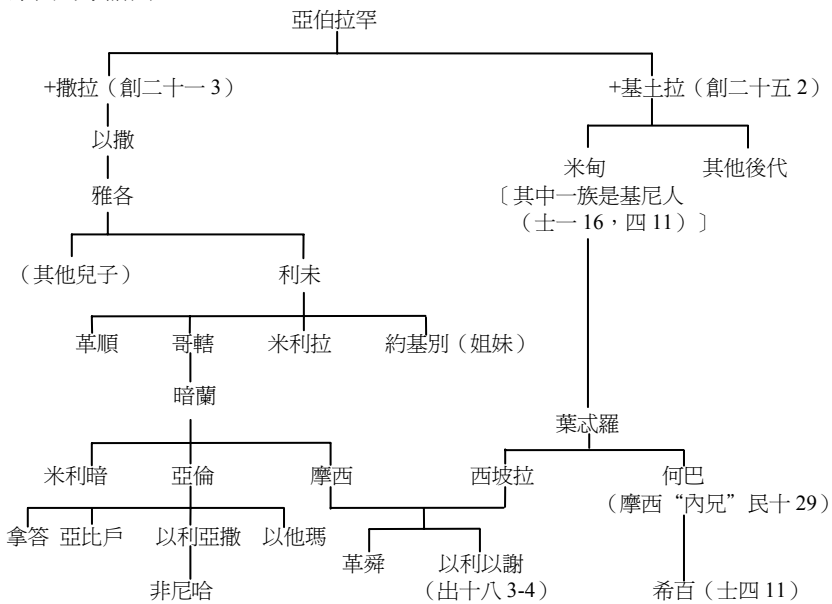 亞伯拉罕
+撒拉（創二十一 3） +基土拉（創二十五 2）
以撒 米甸 其他後代
雅各 〔其中一族是基尼人
（士一 16，四 11）〕
（其他兒子） 利未
革順 哥轄 米利拉 約基別（姐妹）
暗蘭
葉忒羅
米利暗 亞倫 摩西 西坡拉 何巴
（摩西“內兄”民十 29）
拿答 亞比戶 以利亞撒 以他瑪
革舜 以利以謝
（出十八 3-4）
非尼哈 希百（士四 11）